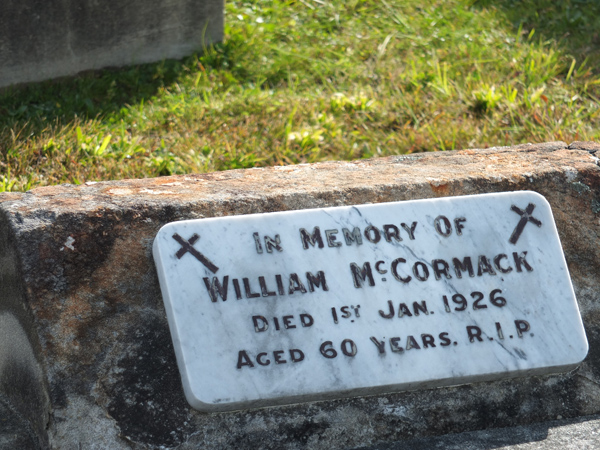 In Memory Of
William McCormack
Died 1st Jan. 1926
Aged 60 Years. R.I.P.